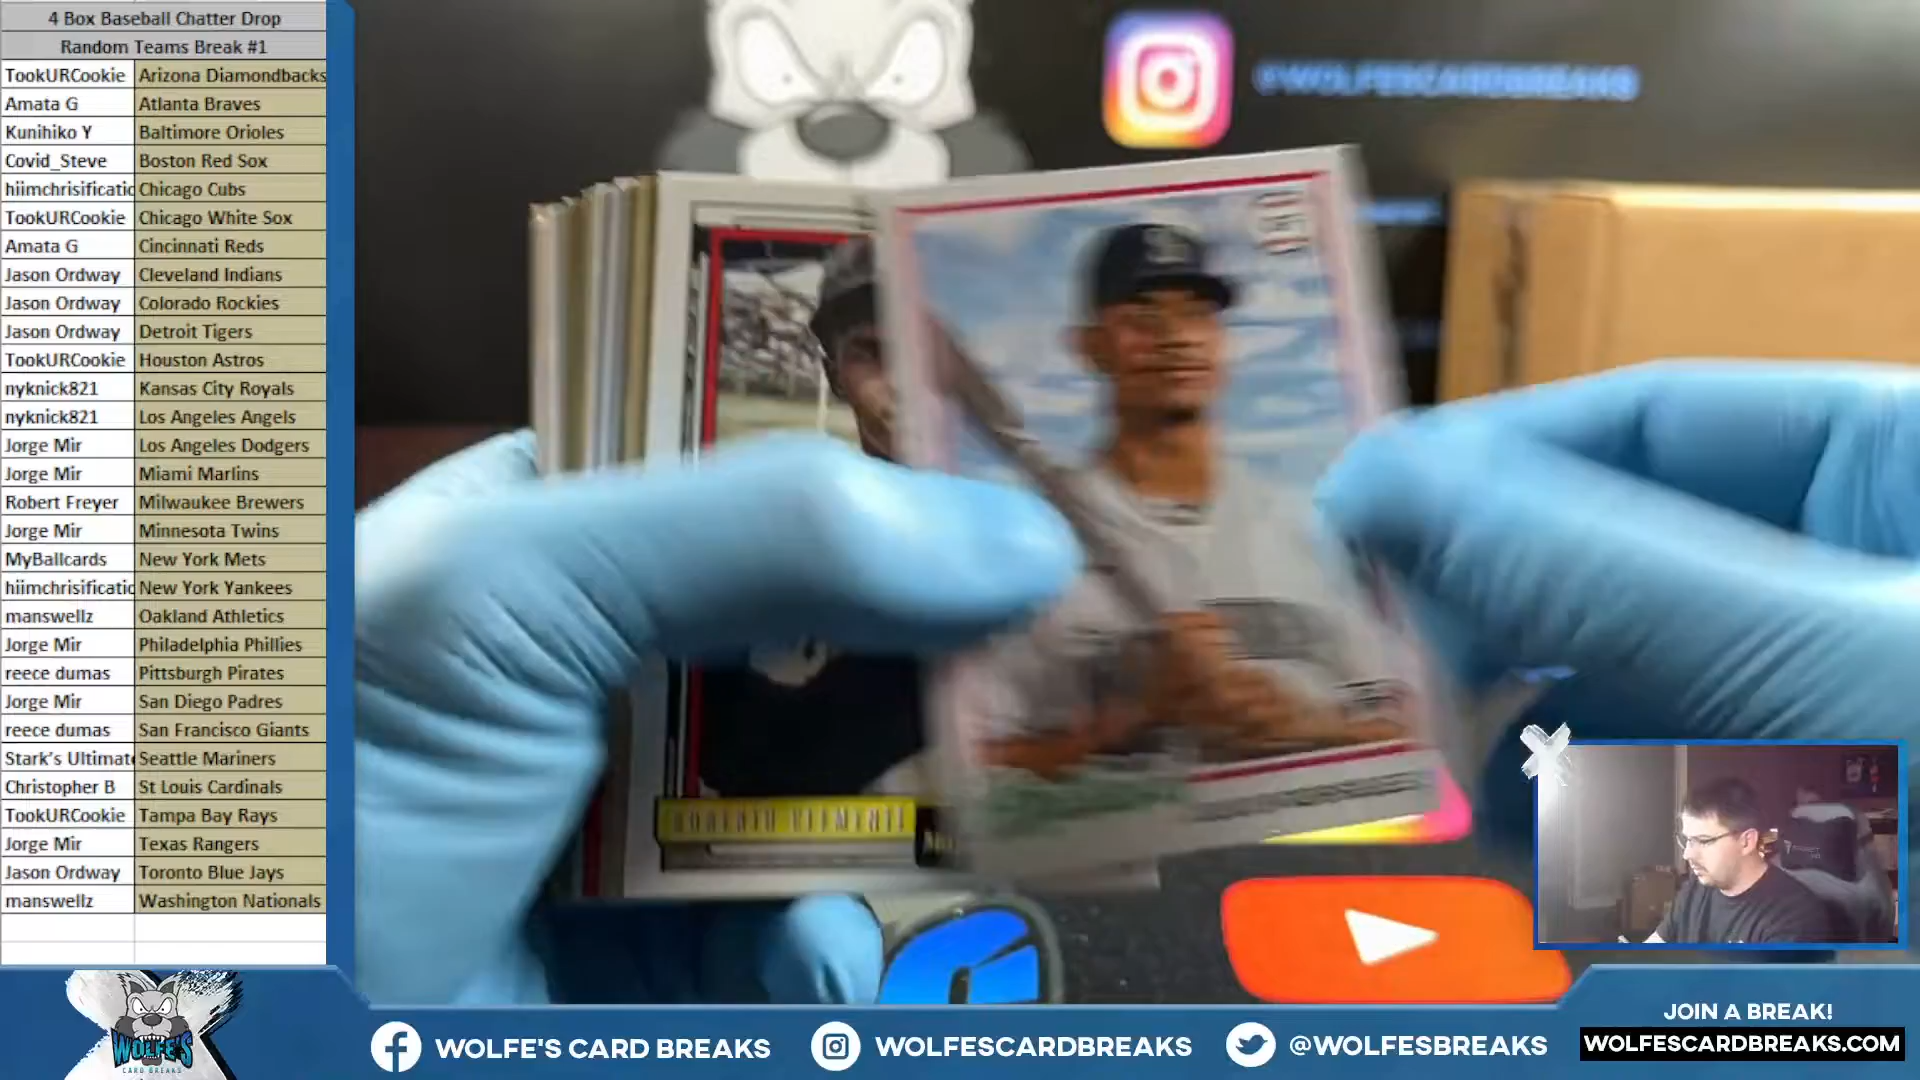 4 Box Baseball Chatter Drop
Random Teams Break #1
TookURCookie Arizona Diamondbacks
Amata G Atlanta Braves
Kunihiko Y Baltimore Orioles
Covid_Steve Boston Red Sox
hiimchrisificatio Chicago Cubs
TookURCookie Chicago White Sox
Amata G Cincinnati Reds
Jason Ordway Cleveland Indians
Jason Ordway Colorado Rockies
Jason Ordway Detroit Tigers
TookURCookie Houston Astros
nyknick821 Kansas City Royals
nyknick821 Los Angeles Angels
Jorge Mir Los Angeles Dodgers
Jorge Mir Miami Marlins
Robert Freyer Milwaukee Brewers
Jorge Mir Minnesota Twins
MyBallcards New York Mets
hiimchrisificatio New York Yankees
manswellz Oakland Athletics
Jorge Mir Philadelphia Phillies
reece dumas Pittsburgh Pirates
Jorge Mir San Diego Padres
reece dumas San Francisco Giants
Stark's Ultimat Seattle Mariners
Christopher B St Louis Cardinals
TookURCookie Tampa Bay Rays
Jorge Mir Texas Rangers
Jason Ordway Toronto Blue Jays
manswellz Washington Nationals
@WOLFESCARDBREAKS
ROBERTO CLEMENTE
WOLFE'S
CARD BREAKS
WOLFE'S CARD BREAKS
WOLFESCARDBREAKS
@WOLFESBREAKS
JOIN A BREAK!
WOLFESCARDBREAKS.COM